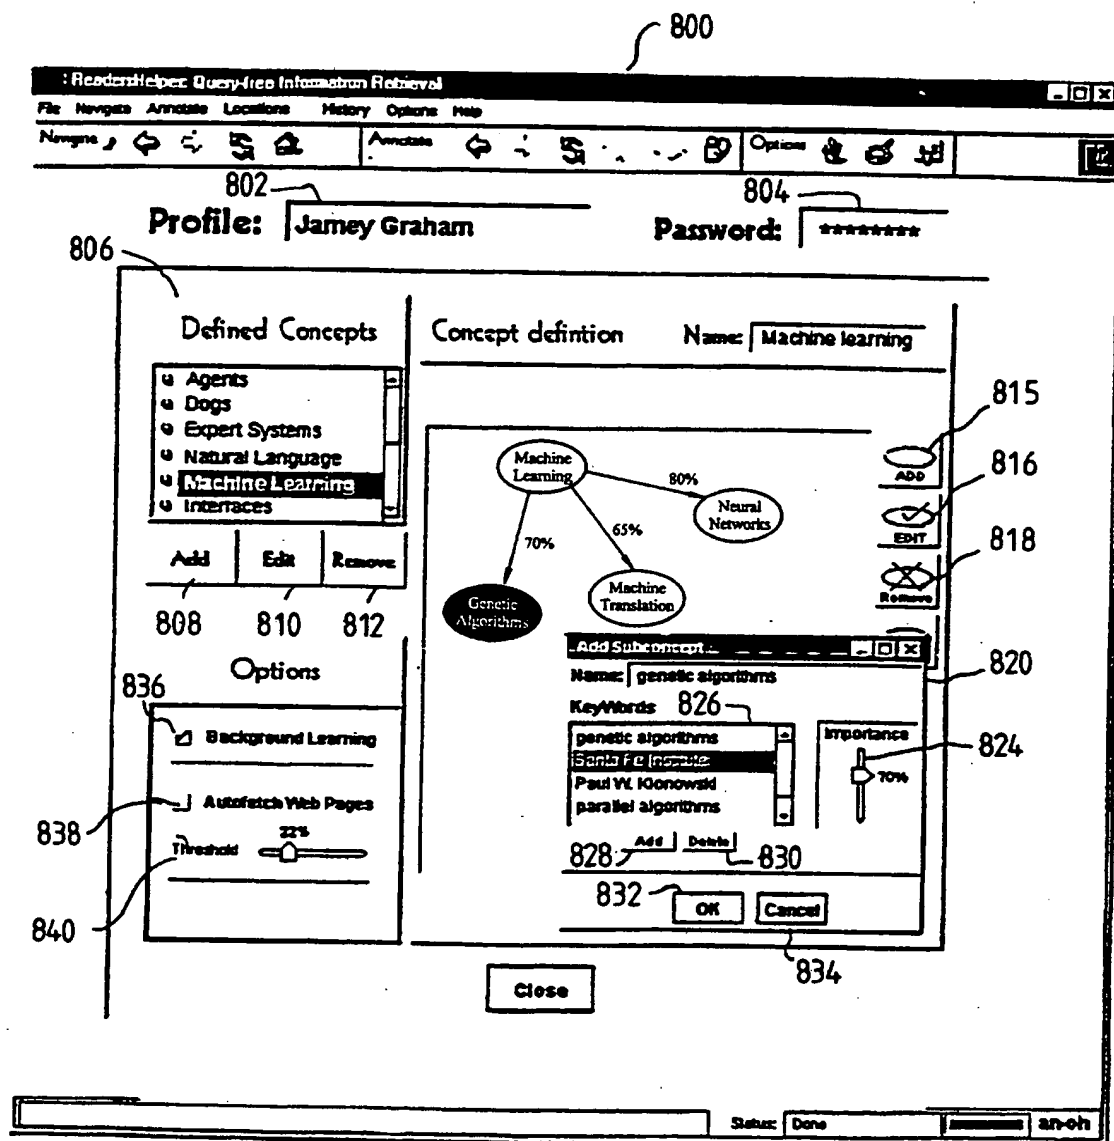 800
ReadersHelper: Query-free Information Retrieval
File Navigate Annotate Locations History Options Help
Navigate Annotate Options
802 804
Profile: Jamey Graham Password: ********
806
Defined Concepts
Agents
Dogs
Expert Systems
Natural Language
Machine Learning
Interfaces
Add Edit Remove
808 810 812
Concept defintion Name: Machine learning
Machine Learning
80%
Neural Networks
70%
65%
Genetic Algorithms
Machine Translation
815
ADD
816
EDIT
818
Remove
Add Subconcept
820
Name: genetic algorithms
KeyWords 826
genetic algorithms
Santa Fe Institute
Paul W. Klonowski
parallel algorithms
Importance
824
70%
Add Delete
828 830
832
OK Cancel
834
Options
836
Background Learning
838
Autofetch Web Pages
22%
Threshold
840
Close
Status: Done an-oh